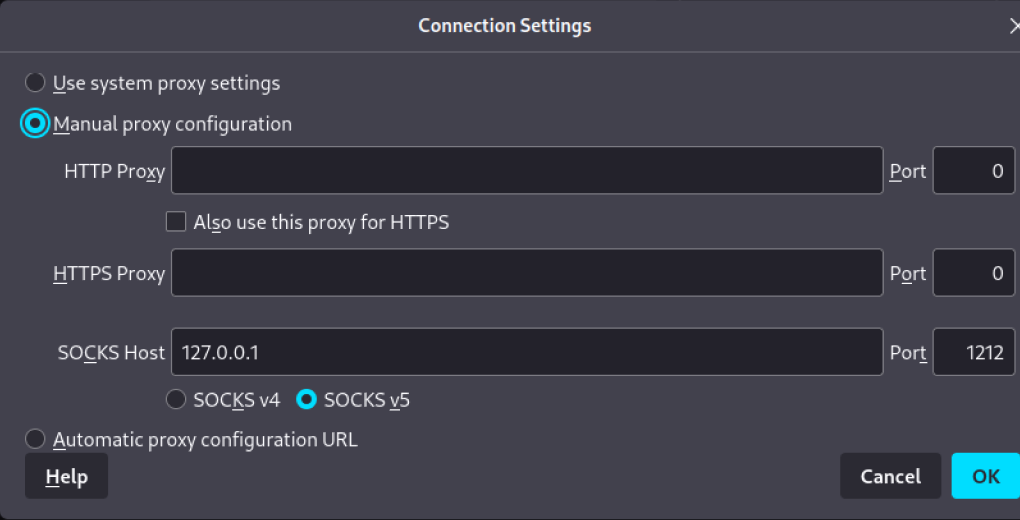 Connection Settings
Use system proxy settings
Manual proxy configuration
HTTP Proxy Port 0
Also use this proxy for HTTPS
HTTPS Proxy Port 0
SOCKS Host 127.0.0.1 Port 1212
SOCKS v4 SOCKS v5
Automatic proxy configuration URL
Help Cancel OK